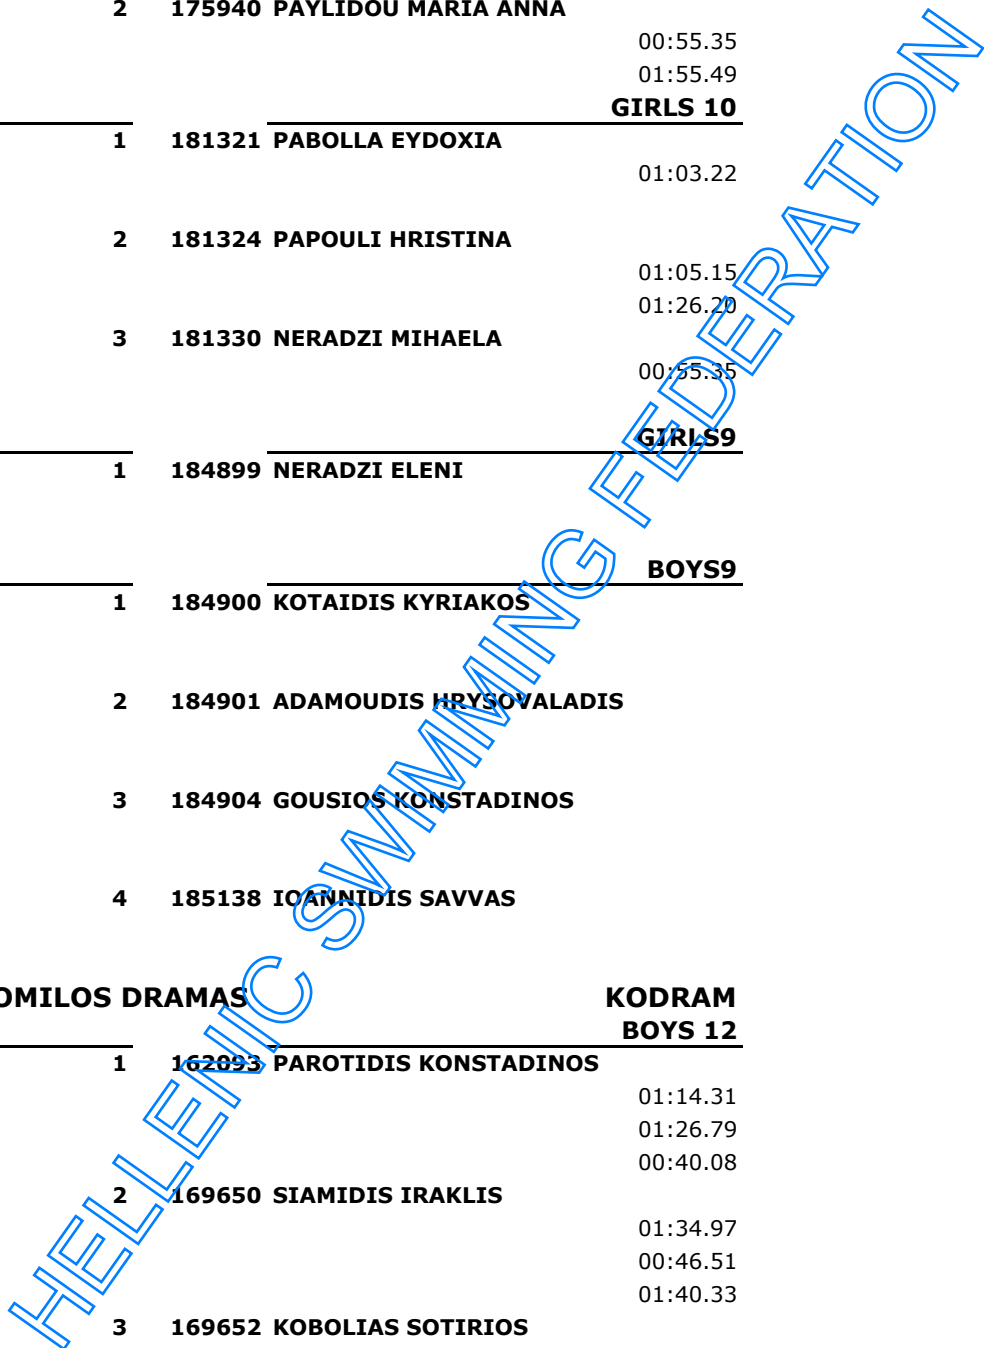 2 175940 PAYLIDOU MARIA ANNA
00:55.35
01:55.49
GIRLS 10
1 181321 PABOLLA EYDOXIA
01:03.22
2 181324 PAPOULI HRISTINA
01:05.15
01:26.20
3 181330 NERADZI MIHAELA
00:55.35
GIRLS9
1 184899 NERADZI ELENI
BOYS9
1 184900 KOTAIDIS KYRIAKOS
2 184901 ADAMOUDIS HRYSOVALADIS
3 184904 GOUSIOS KONSTADINOS
4 185138 IOANNIDIS SAVVAS
OMILOS DRAMAS KODRAM
BOYS 12
1 162093 PAROTIDIS KONSTADINOS
01:14.31
01:26.79
00:40.08
2 169650 SIAMIDIS IRAKLIS
01:34.97
00:46.51
01:40.33
3 169652 KOBOLIAS SOTIRIOS
HELLENIC SWIMMING FEDERATION